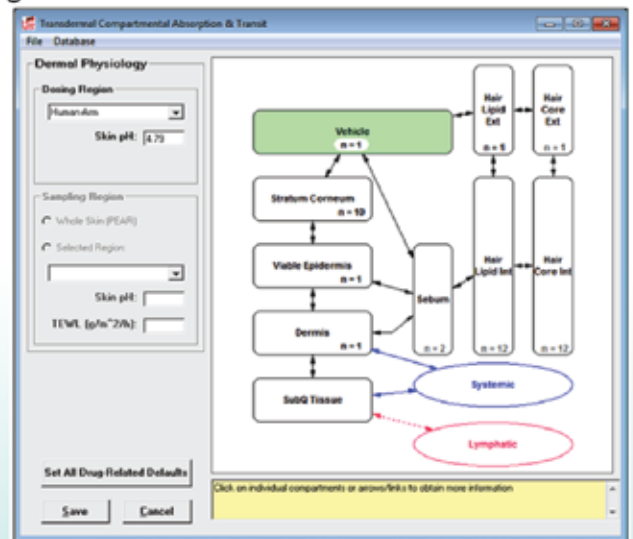 Transdermal Compartmental Absorption & Transit
File Database
Dermal Physiology
Dosing Region
Human-Arm
Skin pH: 4.79
Sampling Region
Whole Skin (PEAR)
Selected Region:
Skin pH:
TEWL (g/m^2/h):
Set All Drug Related Defaults
Save Cancel
Vehicle
n = 1
Hair
Lipid
Ext
n = 5
Hair
Core
Ext
n = 1
Stratum Corneum
n = 10
Viable Epidermis
n = 1
Dermis
n = 1
SubQ Tissue
Sebum
n = 2
Hair
Lipid Int
n = 12
Hair
Core Int
n = 12
Systemic
Lymphatic
Click on individual compartments or arrows/links to obtain more information